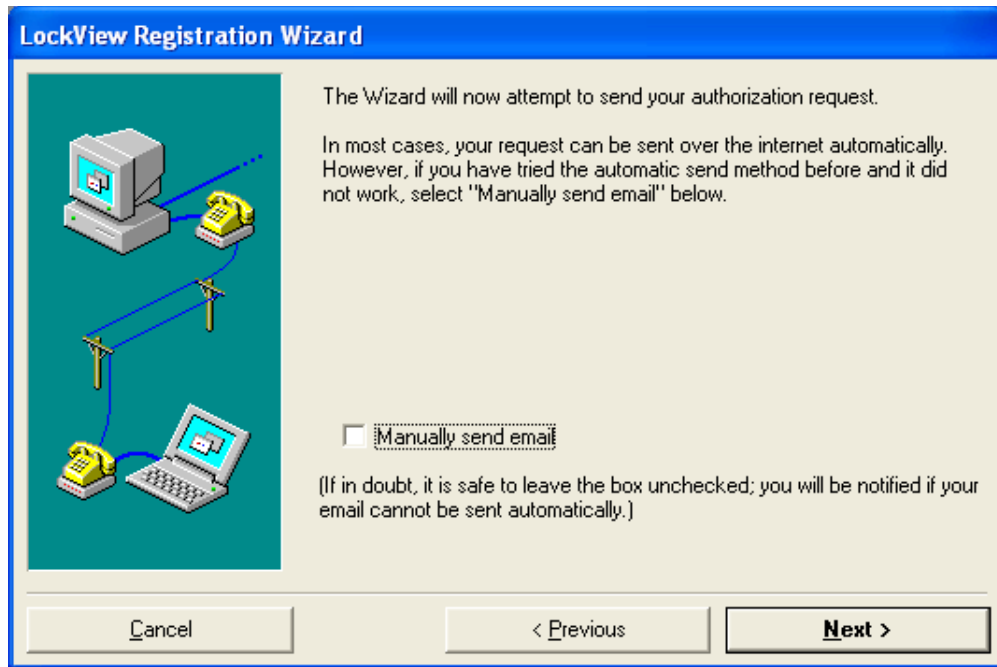 LockView Registration Wizard
The Wizard will now attempt to send your authorization request.
In most cases, your request can be sent over the internet automatically.
However, if you have tried the automatic send method before and it did
not work, select "Manually send email" below.
Manually send email
(If in doubt, it is safe to leave the box unchecked; you will be notified if your
email cannot be sent automatically.)
Cancel
< Previous
Next >